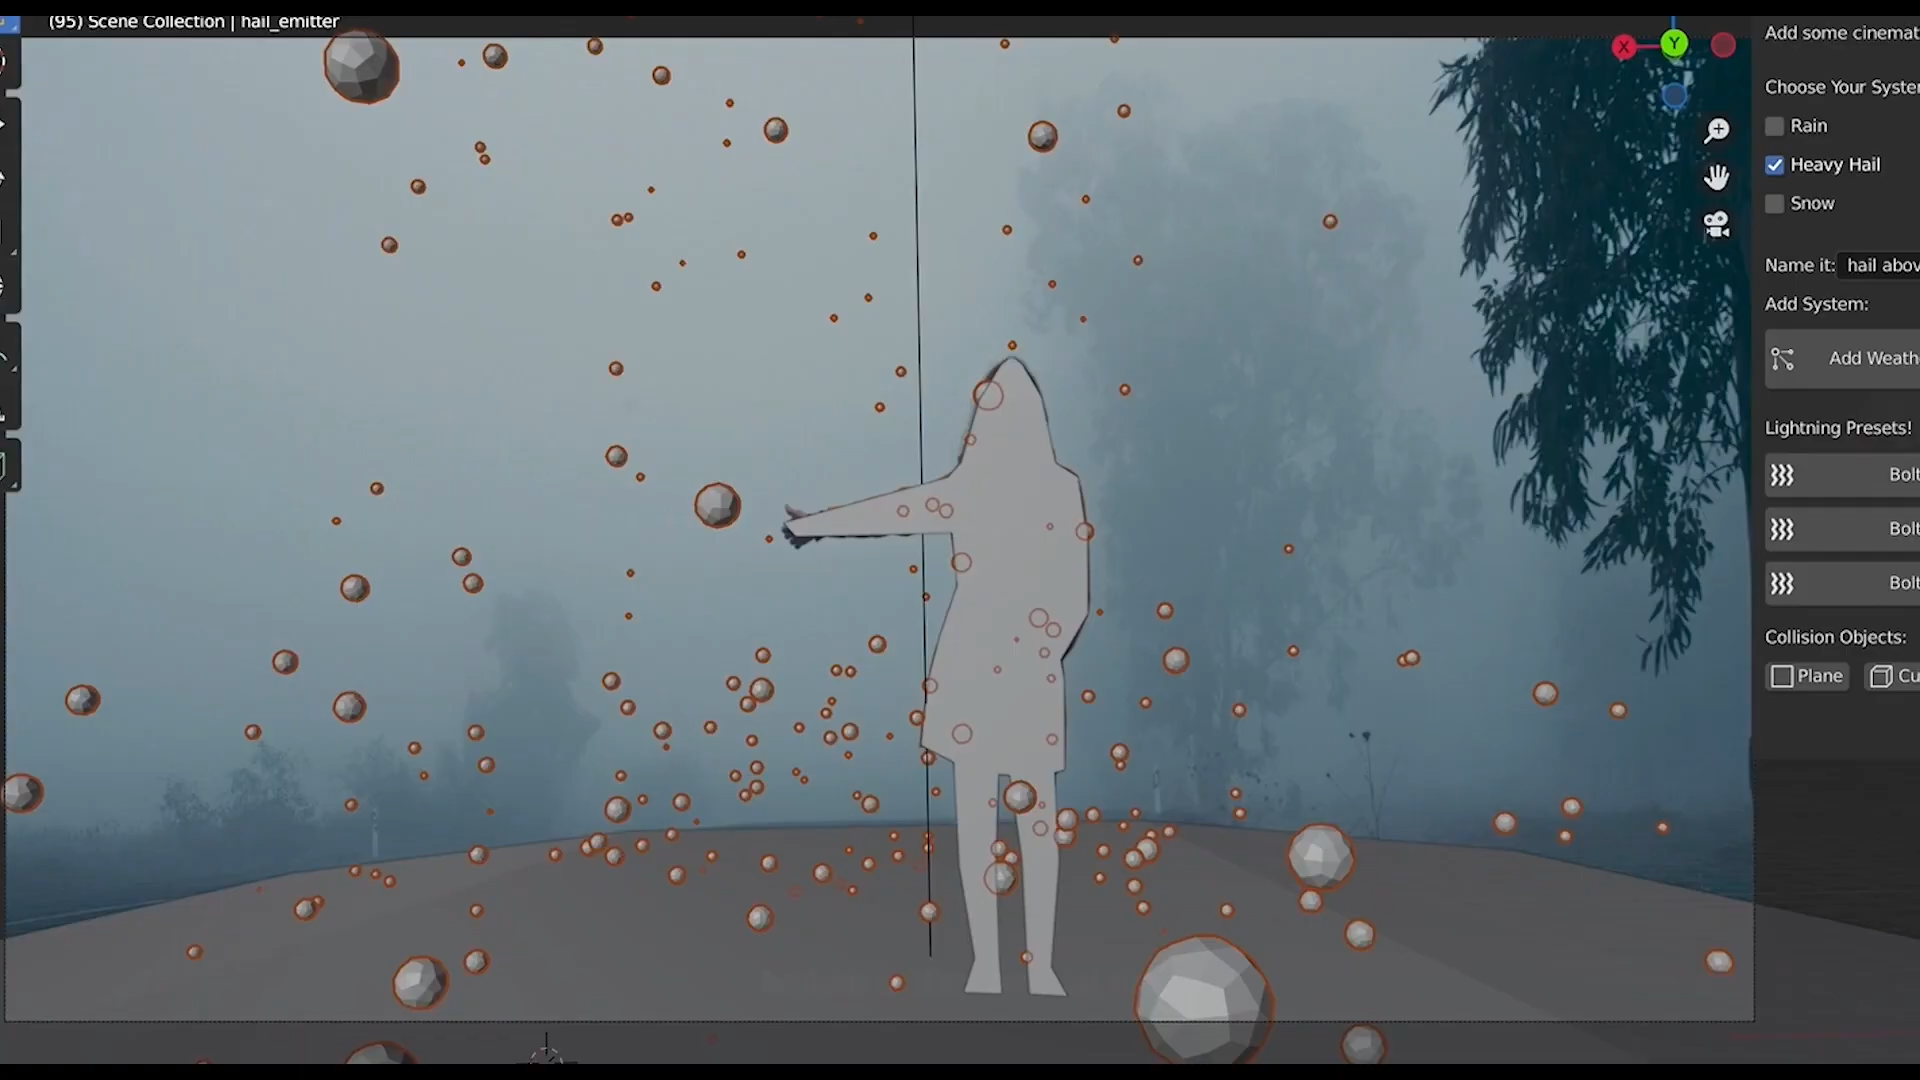 (95) Scene Collection | hail_emitter
X
Y
Add some cinemat
Choose Your System
Rain
Heavy Hail
Snow
Name it: hail abov
Add System:
Add Weath
Lightning Presets!
Bolt
Bolt
Bolt
Collision Objects:
Plane
Cu